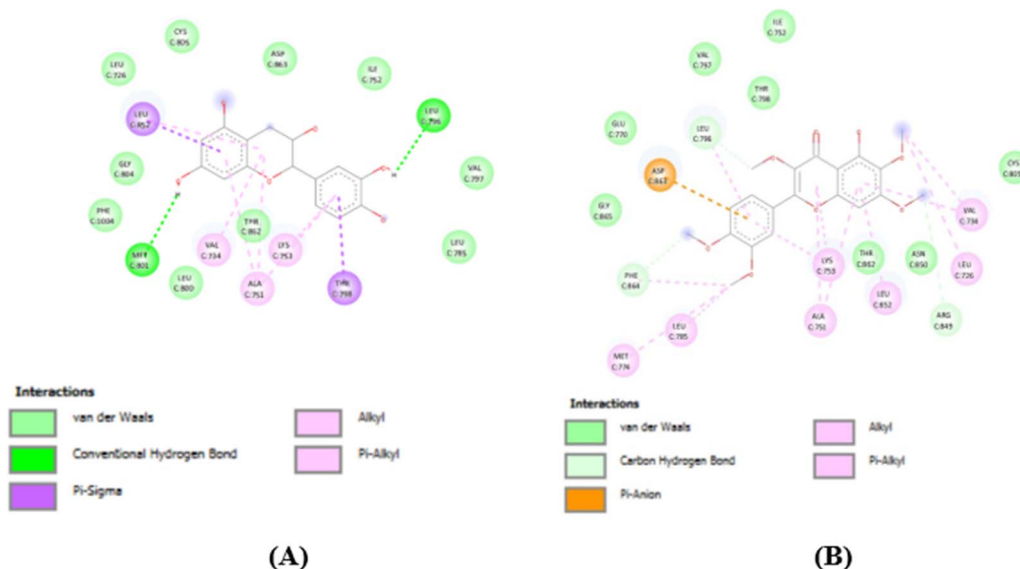 CYS
C:805
LEU
C:726
ASP
C:863
ILE
C:752
LEU
C:852
LEU
C:796
GLY
C:804
VAL
C:797
PHE
C:1004
THR
C:862
MET
C:801
VAL
C:734
LYS
C:753
LEU
C:785
LEU
C:800
ALA
C:751
THR
C:798
O
O
H
H
Interactions
van der Waals
Conventional Hydrogen Bond
Pi-Sigma
Alkyl
Pi-Alkyl
(A)
ILE
C:752
VAL
C:797
THR
C:798
GLU
C:770
LEU
C:796
CYS
C:805
ASP
C:863
GLY
C:865
VAL
C:734
LYS
C:753
THR
C:862
ASN
C:850
LEU
C:726
PHE
C:864
LEU
C:852
ALA
C:751
ARG
C:849
LEU
C:785
MET
C:774
Interactions
van der Waals
Carbon Hydrogen Bond
Pi-Anion
Alkyl
Pi-Alkyl
(B)